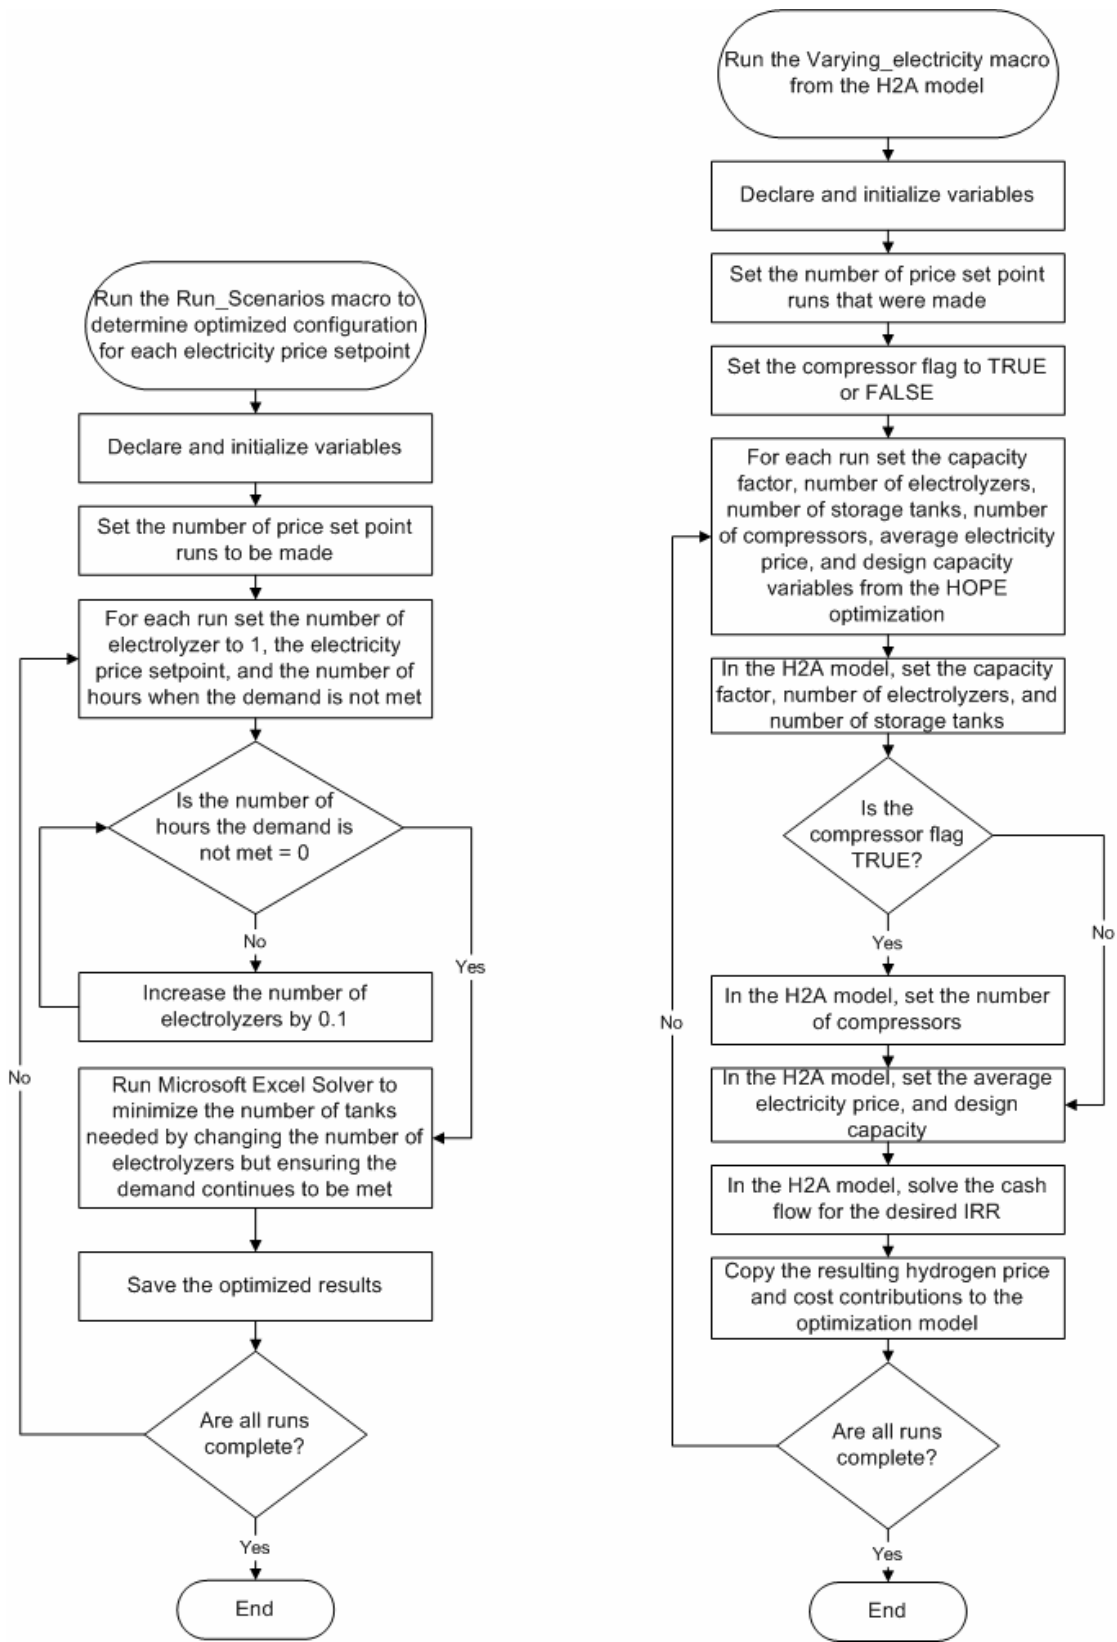 Run the Run_Scenarios macro to
determine optimized configuration
for each electricity price setpoint
Declare and initialize variables
Set the number of price set point
runs to be made
For each run set the number of
electrolyzer to 1, the electricity
price setpoint, and the number of
hours when the demand is not met
Is the number of
hours the demand is
not met = 0
No
Yes
Increase the number of
electrolyzers by 0.1
No
Run Microsoft Excel Solver to
minimize the number of tanks
needed by changing the number of
electrolyzers but ensuring the
demand continues to be met
Save the optimized results
Are all runs
complete?
Yes
End
Run the Varying_electricity macro
from the H2A model
Declare and initialize variables
Set the number of price set point
runs that were made
Set the compressor flag to TRUE
or FALSE
For each run set the capacity
factor, number of electrolyzers,
number of storage tanks, number
of compressors, average electricity
price, and design capacity
variables from the HOPE
optimization
In the H2A model, set the capacity
factor, number of electrolyzers, and
number of storage tanks
Is the
compressor flag
TRUE?
No
Yes
In the H2A model, set the number
of compressors
No
In the H2A model, set the average
electricity price, and design
capacity
In the H2A model, solve the cash
flow for the desired IRR
Copy the resulting hydrogen price
and cost contributions to the
optimization model
Are all runs
complete?
Yes
End